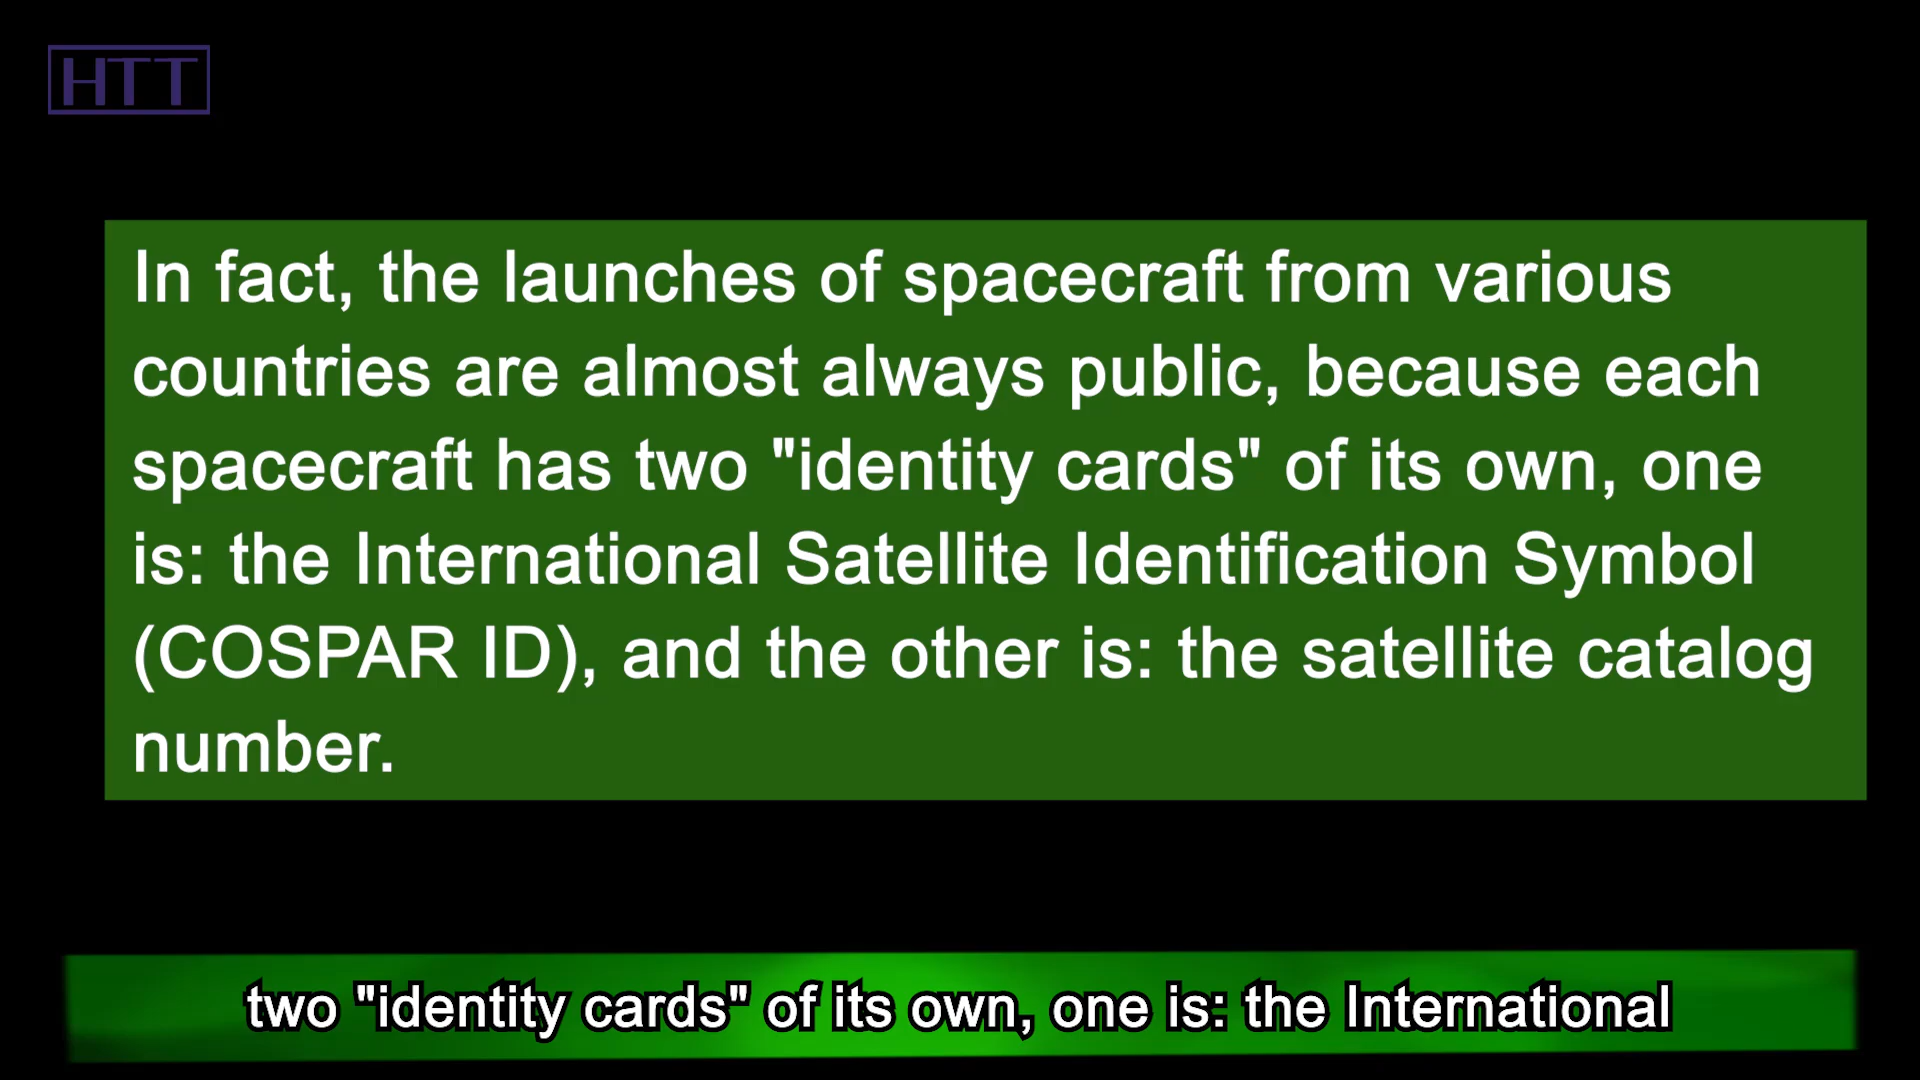 HTT
In fact, the launches of spacecraft from various
countries are almost always public, because each
spacecraft has two "identity cards" of its own, one
is: the International Satellite Identification Symbol
(COSPAR ID), and the other is: the satellite catalog
number.
two "identity cards" of its own, one is: the International